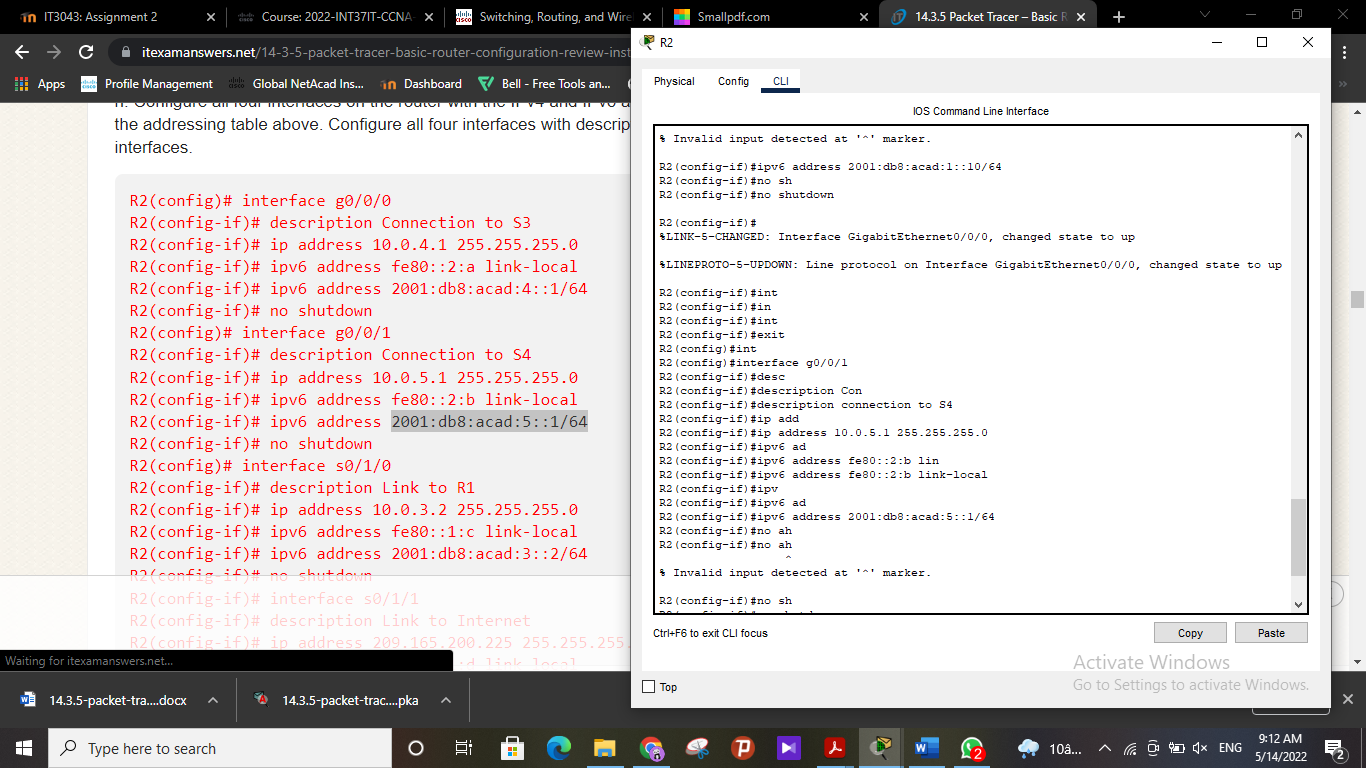 IT3043: Assignment 2
Course: 2022-INT37IT-CCNA-
Switching, Routing, and Wire
Smallpdf.com
14.3.5 Packet Tracer – Basic R
itexamanswers.net/14-3-5-packet-tracer-basic-router-configuration-review-inst
Apps
Profile Management
Global NetAcad Ins...
Dashboard
Bell - Free Tools an...
the addressing table above. Configure all four interfaces with descrip
interfaces.
R2(config)# interface g0/0/0
R2(config-if)# description Connection to S3
R2(config-if)# ip address 10.0.4.1 255.255.255.0
R2(config-if)# ipv6 address fe80::2:a link-local
R2(config-if)# ipv6 address 2001:db8:acad:4::1/64
R2(config-if)# no shutdown
R2(config)# interface g0/0/1
R2(config-if)# description Connection to S4
R2(config-if)# ip address 10.0.5.1 255.255.255.0
R2(config-if)# ipv6 address fe80::2:b link-local
R2(config-if)# ipv6 address 2001:db8:acad:5::1/64
R2(config-if)# no shutdown
R2(config)# interface s0/1/0
R2(config-if)# description Link to R1
R2(config-if)# ip address 10.0.3.2 255.255.255.0
R2(config-if)# ipv6 address fe80::1:c link-local
R2(config-if)# ipv6 address 2001:db8:acad:3::2/64
R2(config-if)# no shutdown
R2(config)# interface s0/1/1
R2(config-if)# description Link to Internet
R2(config-if)# ip address 209.165.200.225 255.255.255.
:d link-local
Waiting for itexamanswers.net...
R2
Physical
Config
CLI
IOS Command Line Interface
% Invalid input detected at '^' marker.
R2(config-if)#ipv6 address 2001:db8:acad:1::10/64
R2(config-if)#no sh
R2(config-if)#no shutdown
R2(config-if)#
%LINK-5-CHANGED: Interface GigabitEthernet0/0/0, changed state to up
%LINEPROTO-5-UPDOWN: Line protocol on Interface GigabitEthernet0/0/0, changed state to up
R2(config-if)#int
R2(config-if)#in
R2(config-if)#int
R2(config-if)#exit
R2(config)#int
R2(config)#interface g0/0/1
R2(config-if)#desc
R2(config-if)#description Con
R2(config-if)#description connection to S4
R2(config-if)#ip add
R2(config-if)#ip address 10.0.5.1 255.255.255.0
R2(config-if)#ipv6 ad
R2(config-if)#ipv6 address fe80::2:b lin
R2(config-if)#ipv6 address fe80::2:b link-local
R2(config-if)#ipv
R2(config-if)#ipv6 ad
R2(config-if)#ipv6 address 2001:db8:acad:5::1/64
R2(config-if)#no ah
R2(config-if)#no ah
^
% Invalid input detected at '^' marker.
R2(config-if)#no sh
Ctrl+F6 to exit CLI focus
Copy
Paste
Activate Windows
Go to Settings to activate Windows.
Top
14.3.5-packet-tra....docx
14.3.5-packet-trac....pka
Type here to search
2
10â...
ENG
9:12 AM
5/14/2022
2